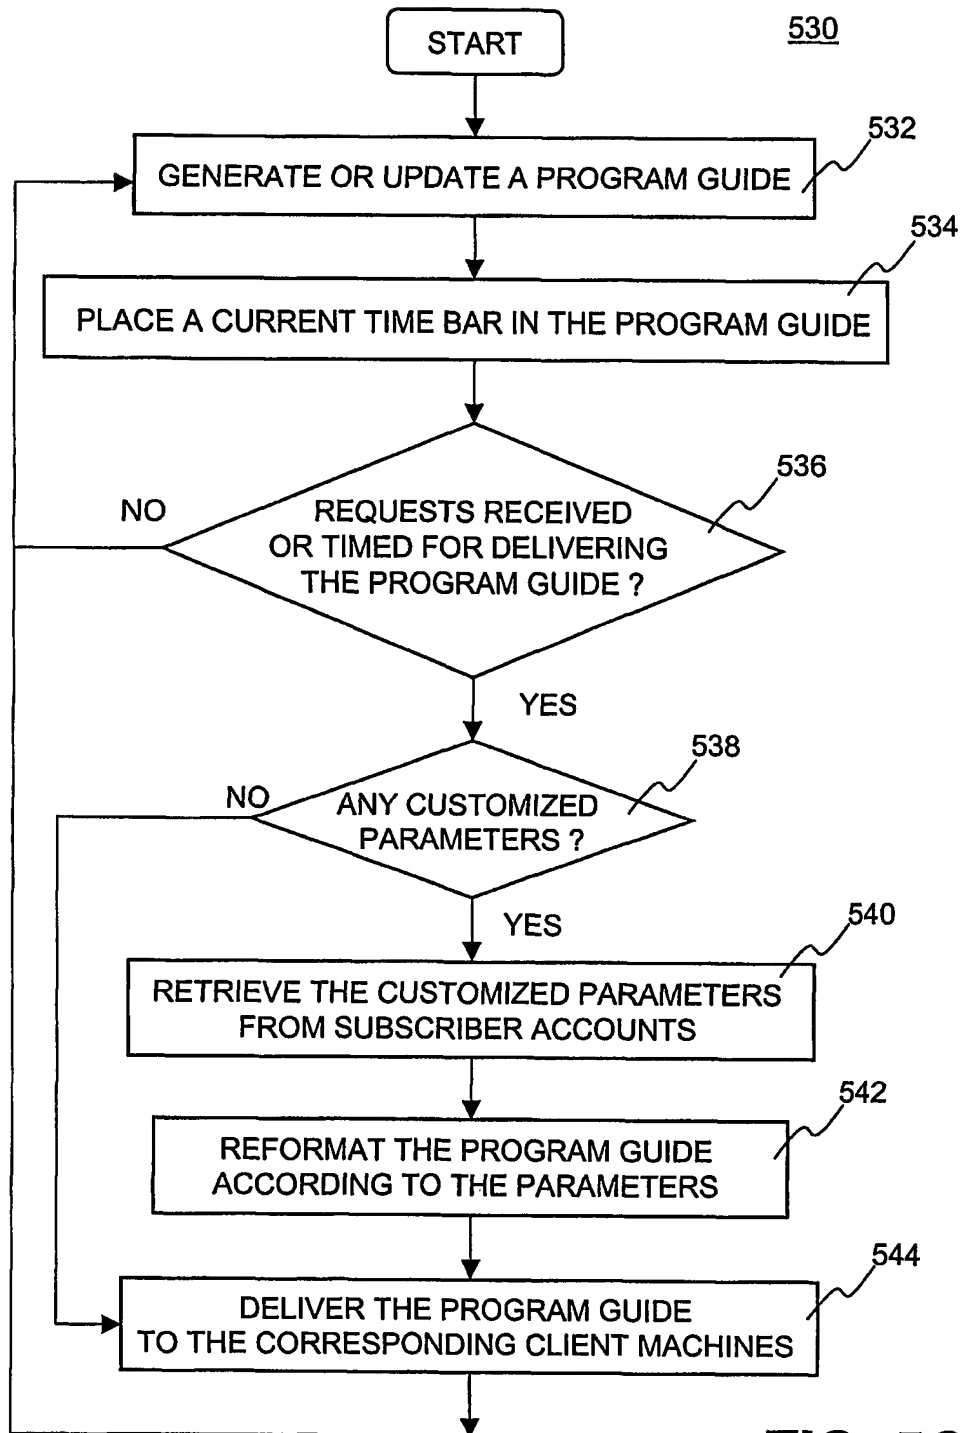 START
530
532
GENERATE OR UPDATE A PROGRAM GUIDE
534
PLACE A CURRENT TIME BAR IN THE PROGRAM GUIDE
536
NO
REQUESTS RECEIVED
OR TIMED FOR DELIVERING
THE PROGRAM GUIDE ?
YES
538
NO
ANY CUSTOMIZED
PARAMETERS ?
YES
540
RETRIEVE THE CUSTOMIZED PARAMETERS
FROM SUBSCRIBER ACCOUNTS
542
REFORMAT THE PROGRAM GUIDE
ACCORDING TO THE PARAMETERS
544
DELIVER THE PROGRAM GUIDE
TO THE CORRESPONDING CLIENT MACHINES